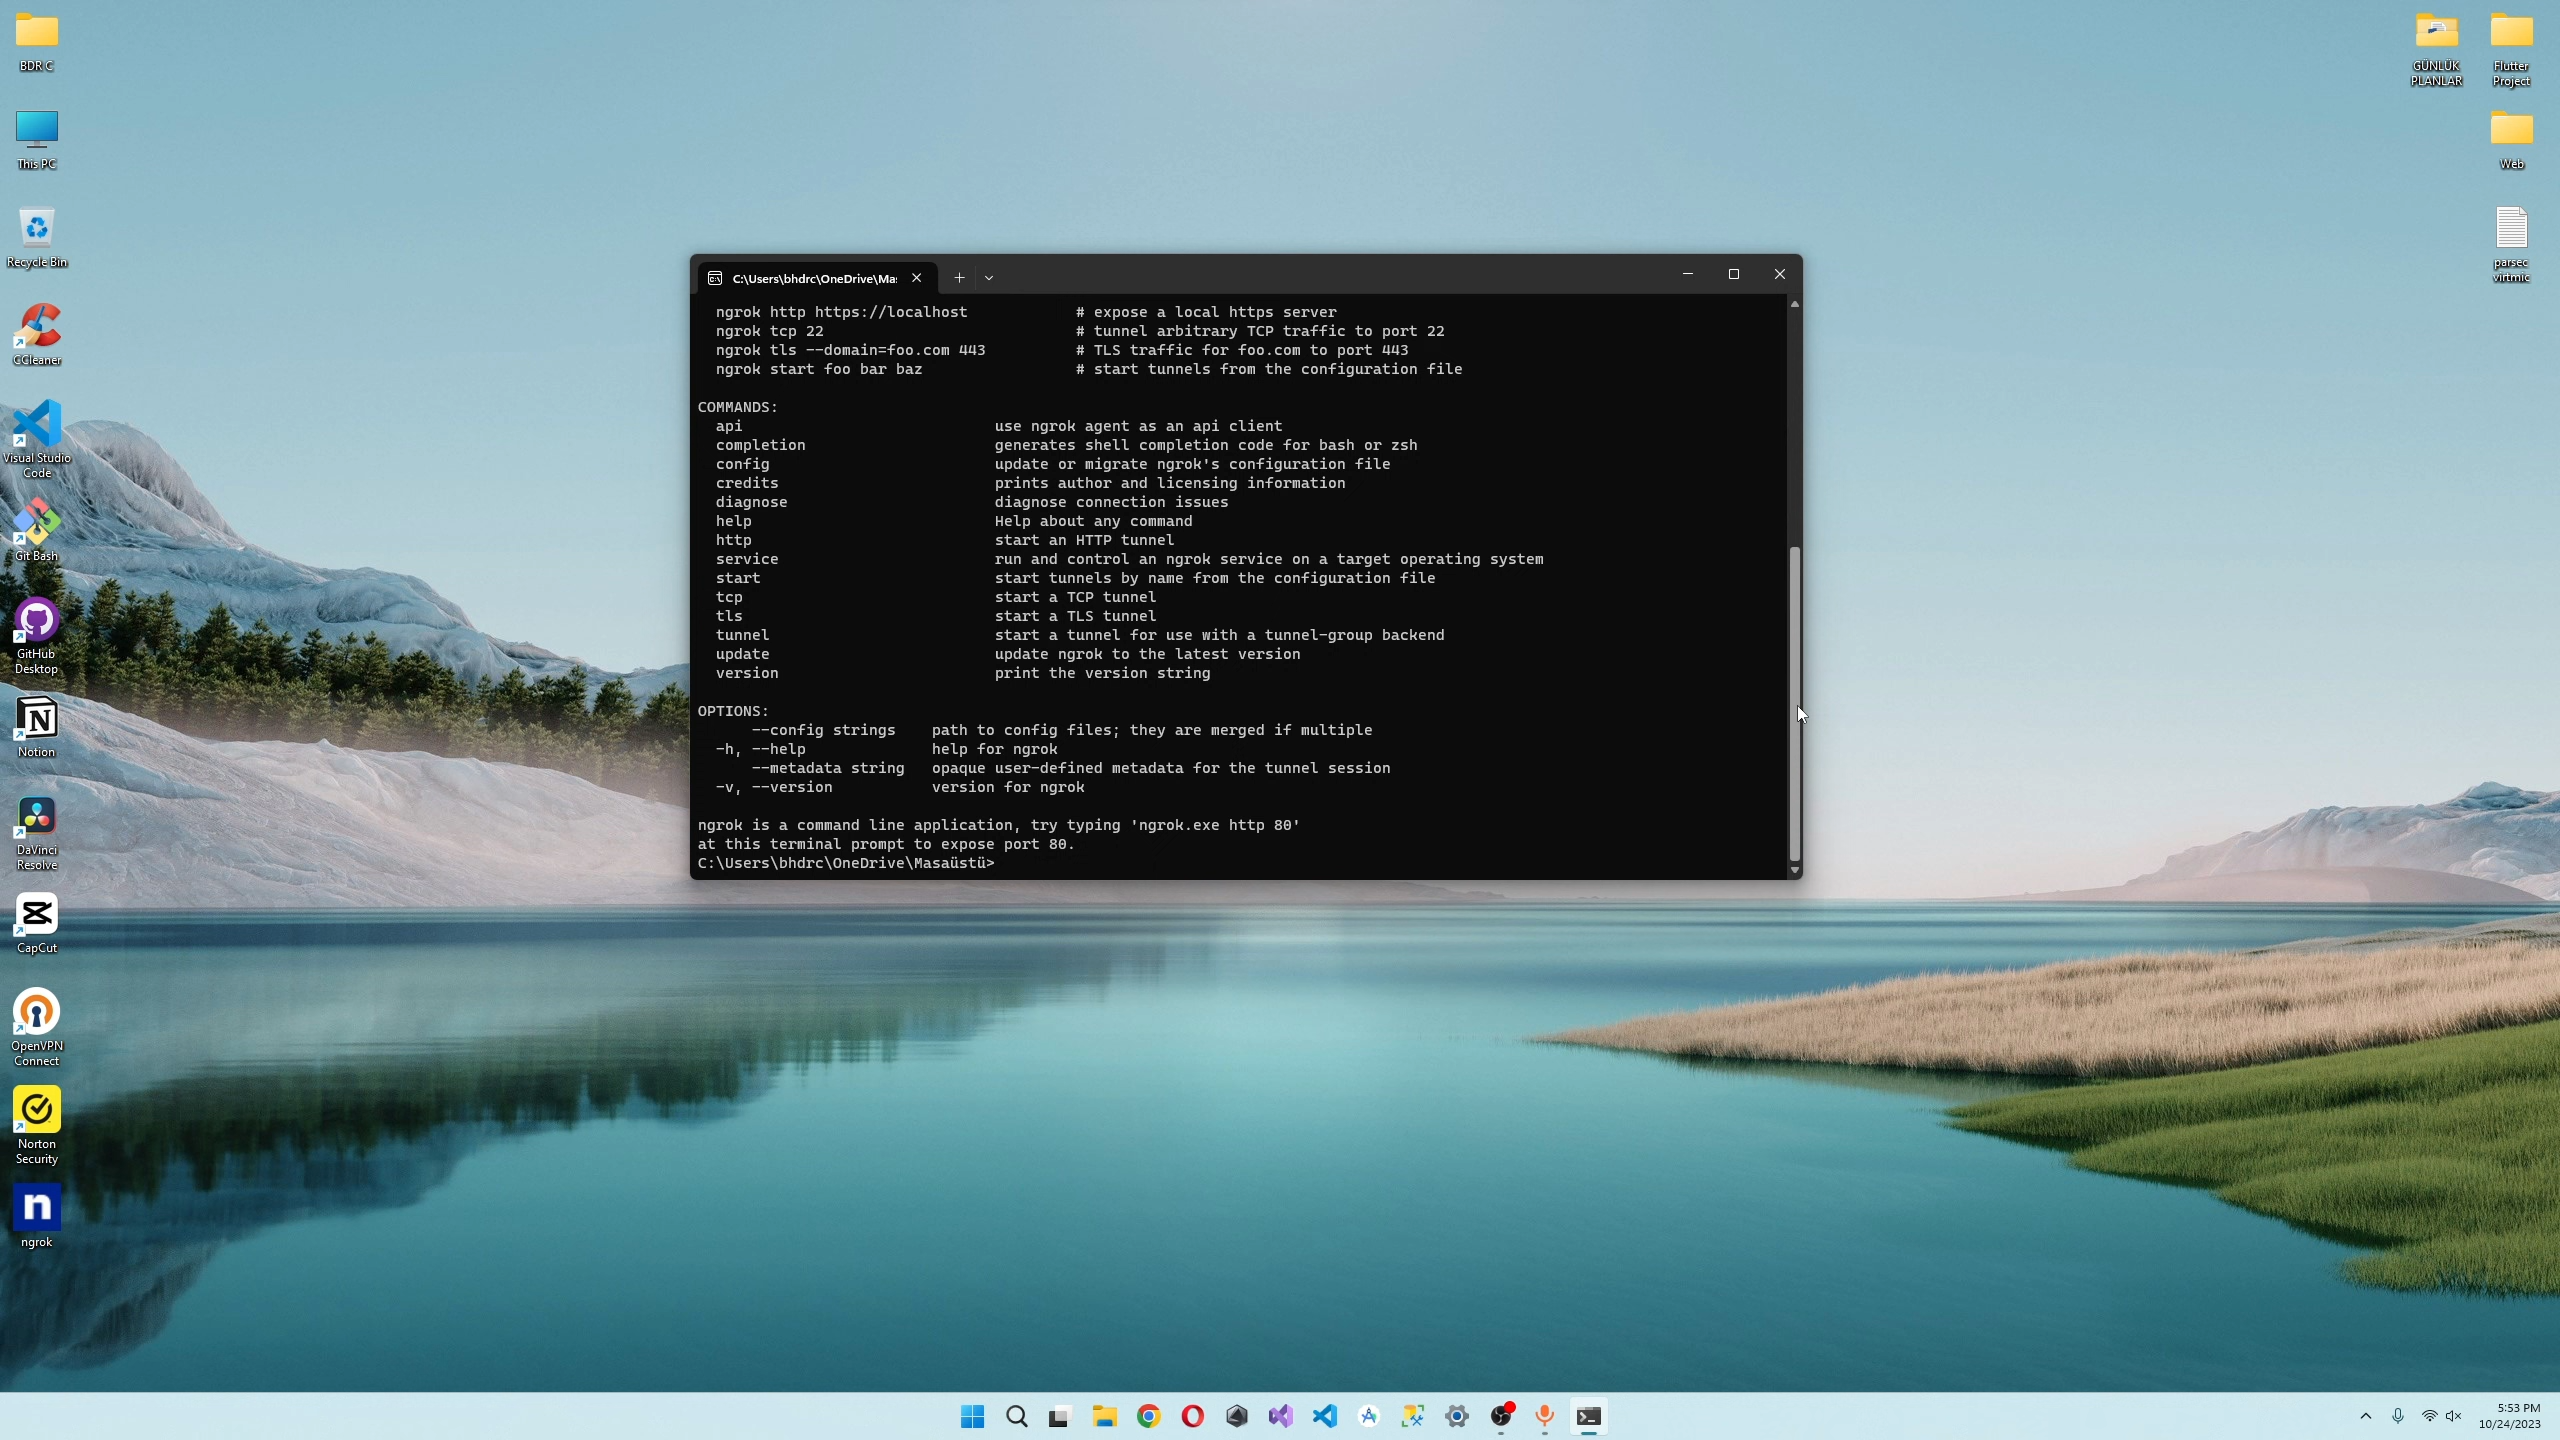 BDR C
This PC
Recycle Bin
CCleaner
Visual Studio
Code
Git Bash
GitHub
Desktop
Notion
DaVinci
Resolve
CapCut
OpenVPN
Connect
Norton
Security
ngrok
C:\Users\bhdrc\OneDrive\Ma
ngrok http https://localhost # expose a local https server
ngrok tcp 22 # tunnel arbitrary TCP traffic to port 22
ngrok tls --domain=foo.com 443 # TLS traffic for foo.com to port 443
ngrok start foo bar baz # start tunnels from the configuration file
COMMANDS:
api use ngrok agent as an api client
completion generates shell completion code for bash or zsh
config update or migrate ngrok's configuration file
credits prints author and licensing information
diagnose diagnose connection issues
help Help about any command
http start an HTTP tunnel
service run and control an ngrok service on a target operating system
start start tunnels by name from the configuration file
tcp start a TCP tunnel
tls start a TLS tunnel
tunnel start a tunnel for use with a tunnel-group backend
update update ngrok to the latest version
version print the version string
OPTIONS:
--config strings path to config files; they are merged if multiple
-h, --help help for ngrok
--metadata string opaque user-defined metadata for the tunnel session
-v, --version version for ngrok
ngrok is a command line application, try typing 'ngrok.exe http 80'
at this terminal prompt to expose port 80.
C:\Users\bhdrc\OneDrive\Masaüstü>
GÜNLÜK
PLANLAR
Flutter
Project
Web
parsec
virtmic
5:53 PM
10/24/2023